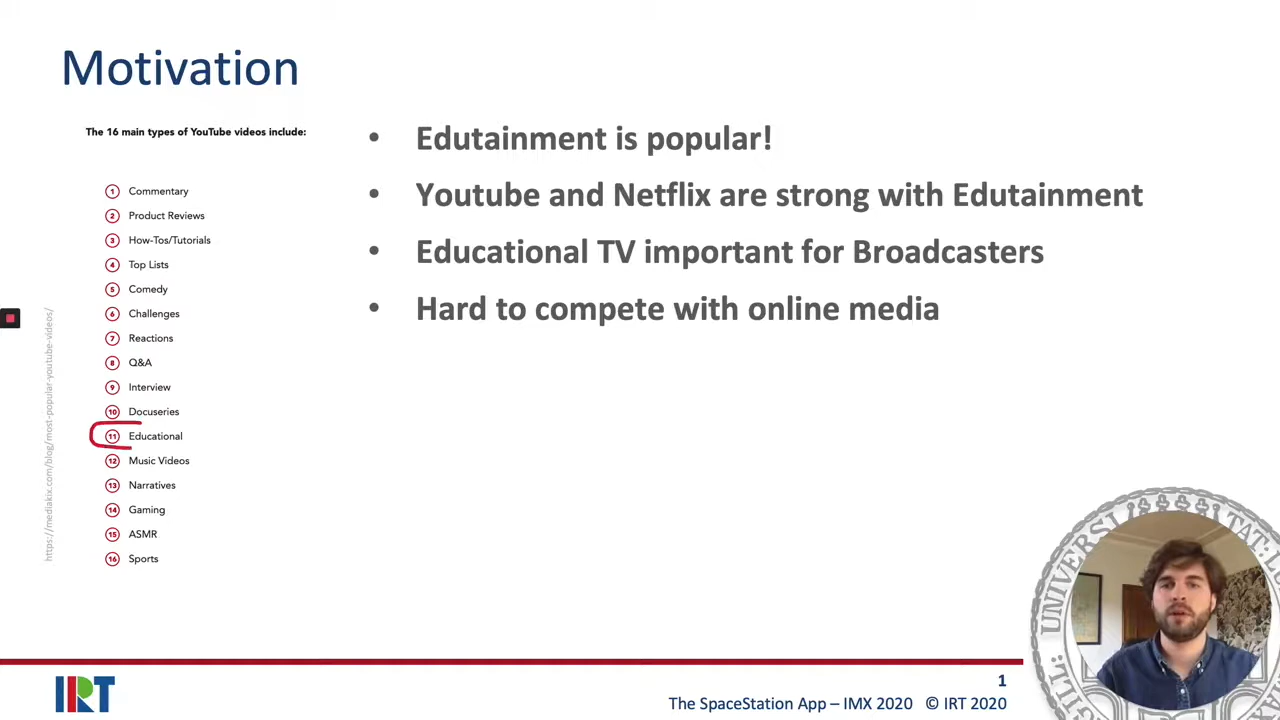 Motivation
The 16 main types of YouTube videos include:
1 Commentary
2 Product Reviews
3 How-Tos/Tutorials
4 Top Lists
5 Comedy
6 Challenges
7 Reactions
8 Q&A
9 Interview
10 Docuseries
11 Educational
12 Music Videos
13 Narratives
14 Gaming
15 ASMR
16 Sports
https://mediakix.com/blog/most-popular-youtube-videos/
• Edutainment is popular!
• Youtube and Netflix are strong with Edutainment
• Educational TV important for Broadcasters
• Hard to compete with online media
UNIVERSI
TAT:
SIGILL:
IRT
1
The SpaceStation App – IMX 2020 © IRT 2020